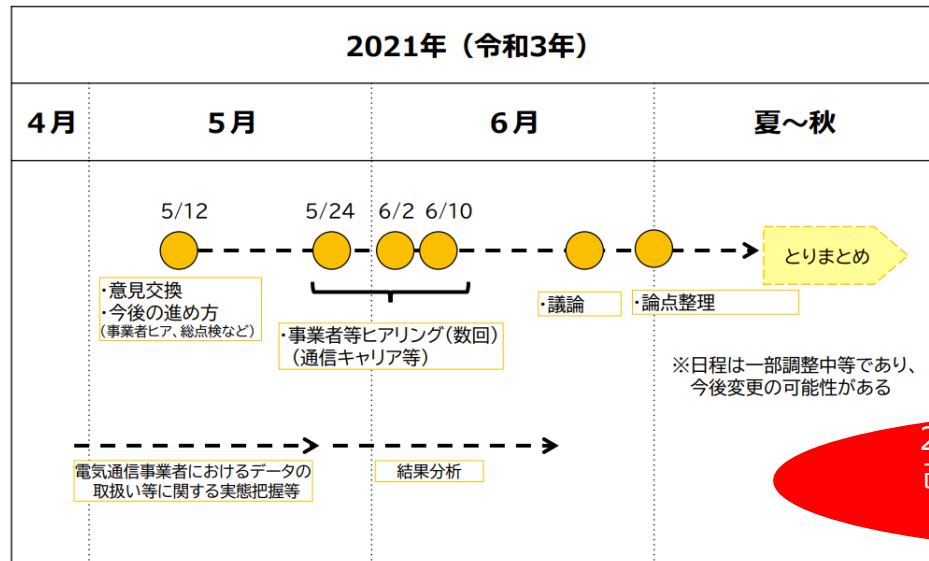 2021年（令和3年）
4月
5月
6月
夏～秋
5/12
5/24
6/2
6/10
とりまとめ
・意見交換
・今後の進め方
（事業者ヒア、総点検など）
・事業者等ヒアリング（数回）
（通信キャリア等）
・議論
・論点整理
※日程は一部調整中等であり、
今後変更の可能性がある
電気通信事業者におけるデータの
取扱い等に関する実態把握等
結果分析
2